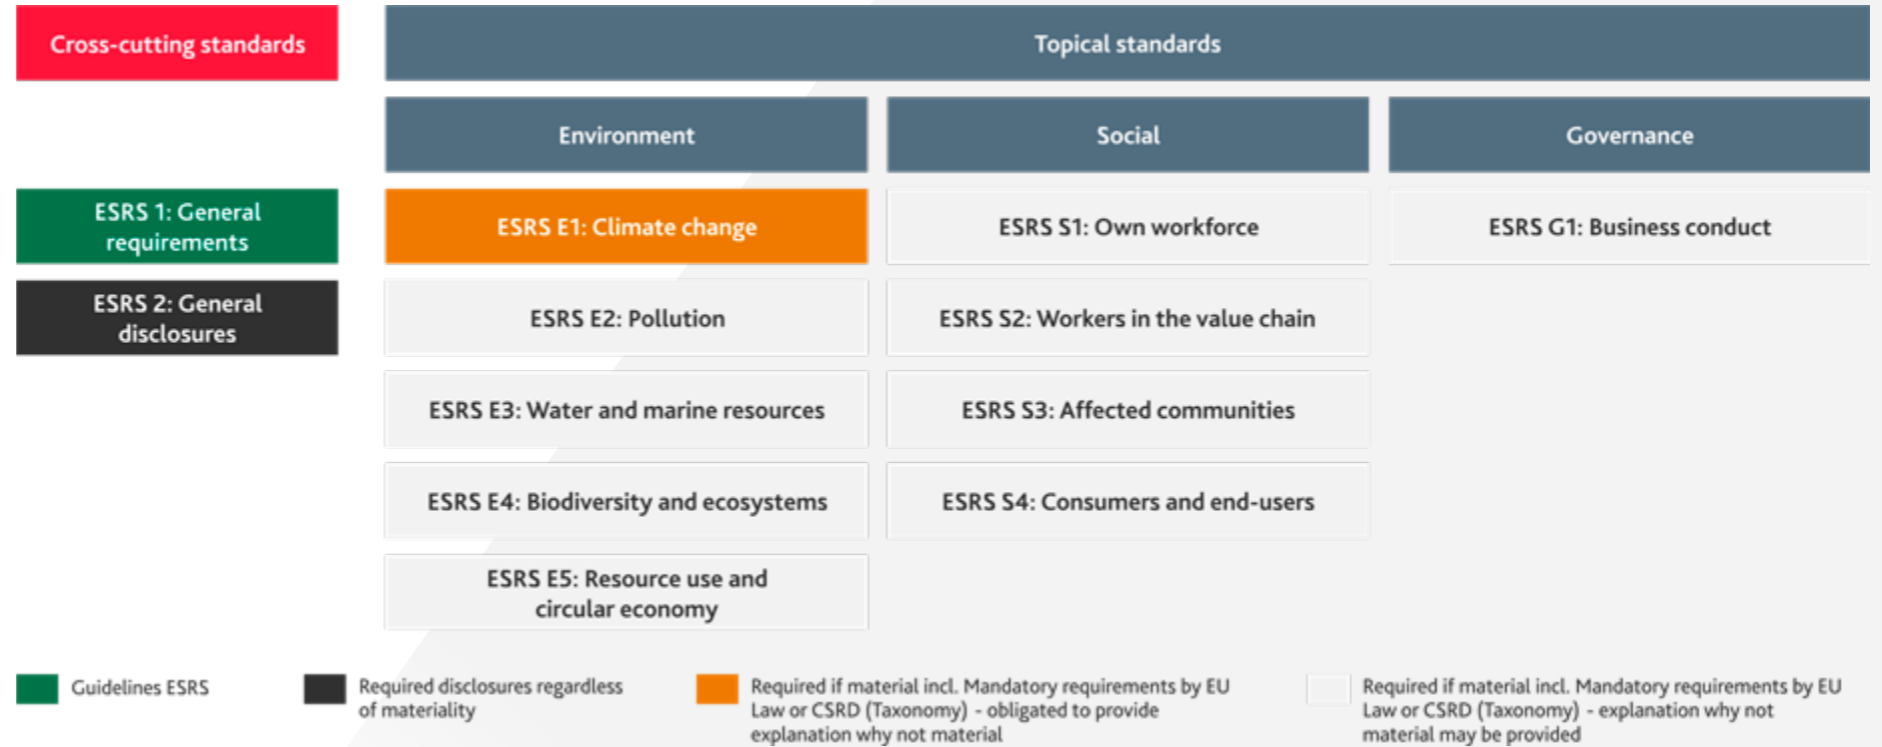 Cross-cutting standards
Topical standards
Environment
Social
Governance
ESRS 1: General
requirements
ESRS E1: Climate change
ESRS S1: Own workforce
ESRS G1: Business conduct
ESRS 2: General
disclosures
ESRS E2: Pollution
ESRS S2: Workers in the value chain
ESRS E3: Water and marine resources
ESRS S3: Affected communities
ESRS E4: Biodiversity and ecosystems
ESRS S4: Consumers and end-users
ESRS E5: Resource use and
circular economy
Guidelines ESRS
Required disclosures regardless
of materiality
Required if material incl. Mandatory requirements by EU
Law or CSRD (Taxonomy) - obligated to provide
explanation why not material
Required if material incl. Mandatory requirements by EU
Law or CSRD (Taxonomy) - explanation why not
material may be provided